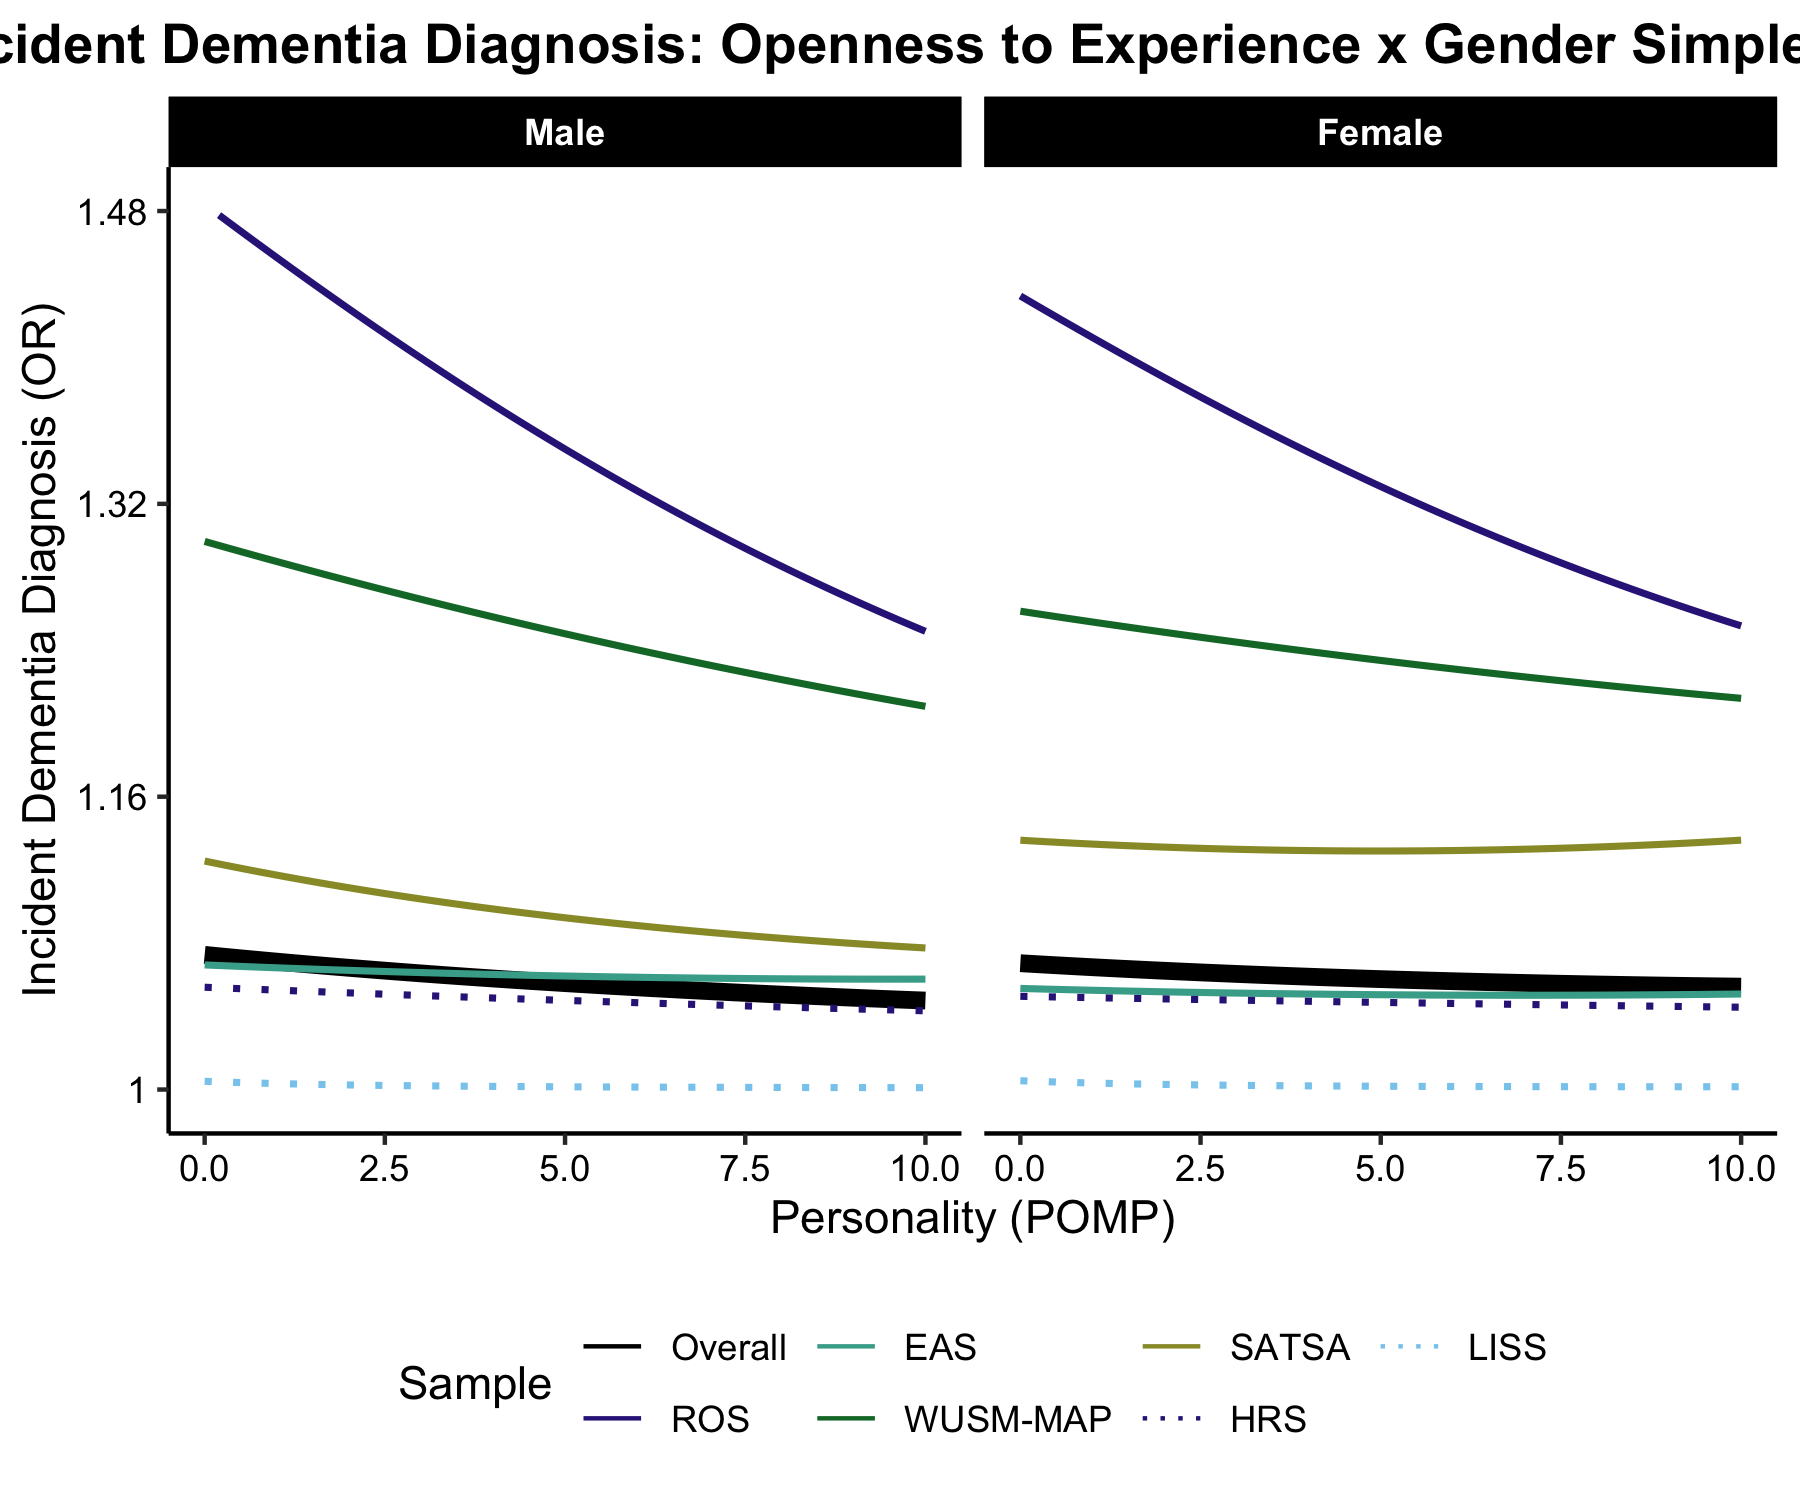 cident Dementia Diagnosis: Openness to Experience x Gender Simple
Male
Female
Incident Dementia Diagnosis (OR)
1.48
1.32
1.16
1
0.0 2.5 5.0 7.5 10.0
0.0 2.5 5.0 7.5 10.0
Personality (POMP)
Sample
Overall EAS SATSA LISS
ROS WUSM-MAP HRS